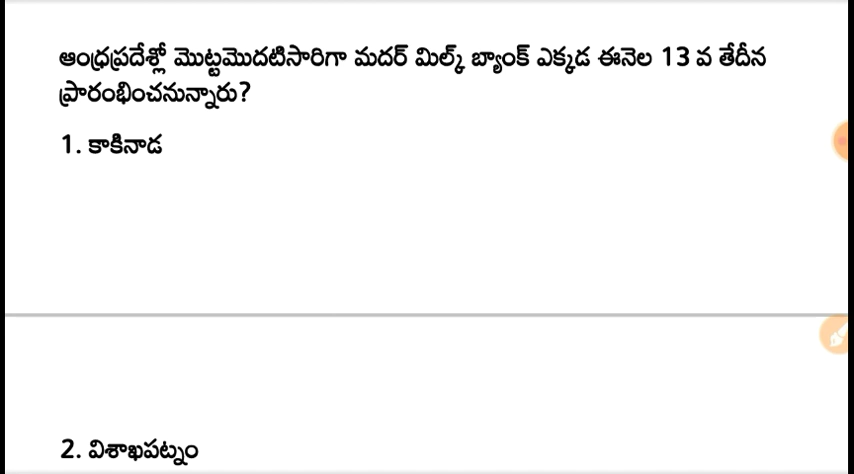 ఆంధ్రప్రదేశ్లో మొట్టమొదటిసారిగా మదర్ మిల్క్ బ్యాంక్ ఎక్కడ ఈనెల 13 వ తేదీన
ప్రారంభించనున్నారు?
1. కాకినాడ
2. విశాఖపట్నం